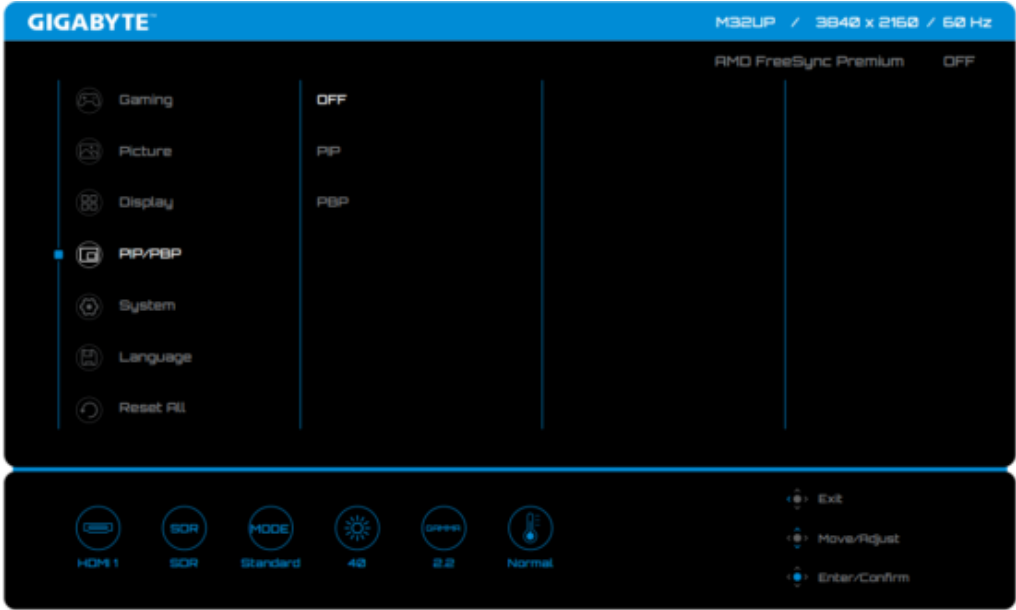 GIGABYTE™
M32UP / 3840 x 2160 / 60 Hz
AMD FreeSync Premium OFF
Gaming
Picture
Display
PIP/PBP
System
Language
Reset All
OFF
PIP
PBP
HDMI 1
SDR
SDR
MODE
Standard
40
GAMMA
2.2
Normal
Exit
Move/Adjust
Enter/Confirm